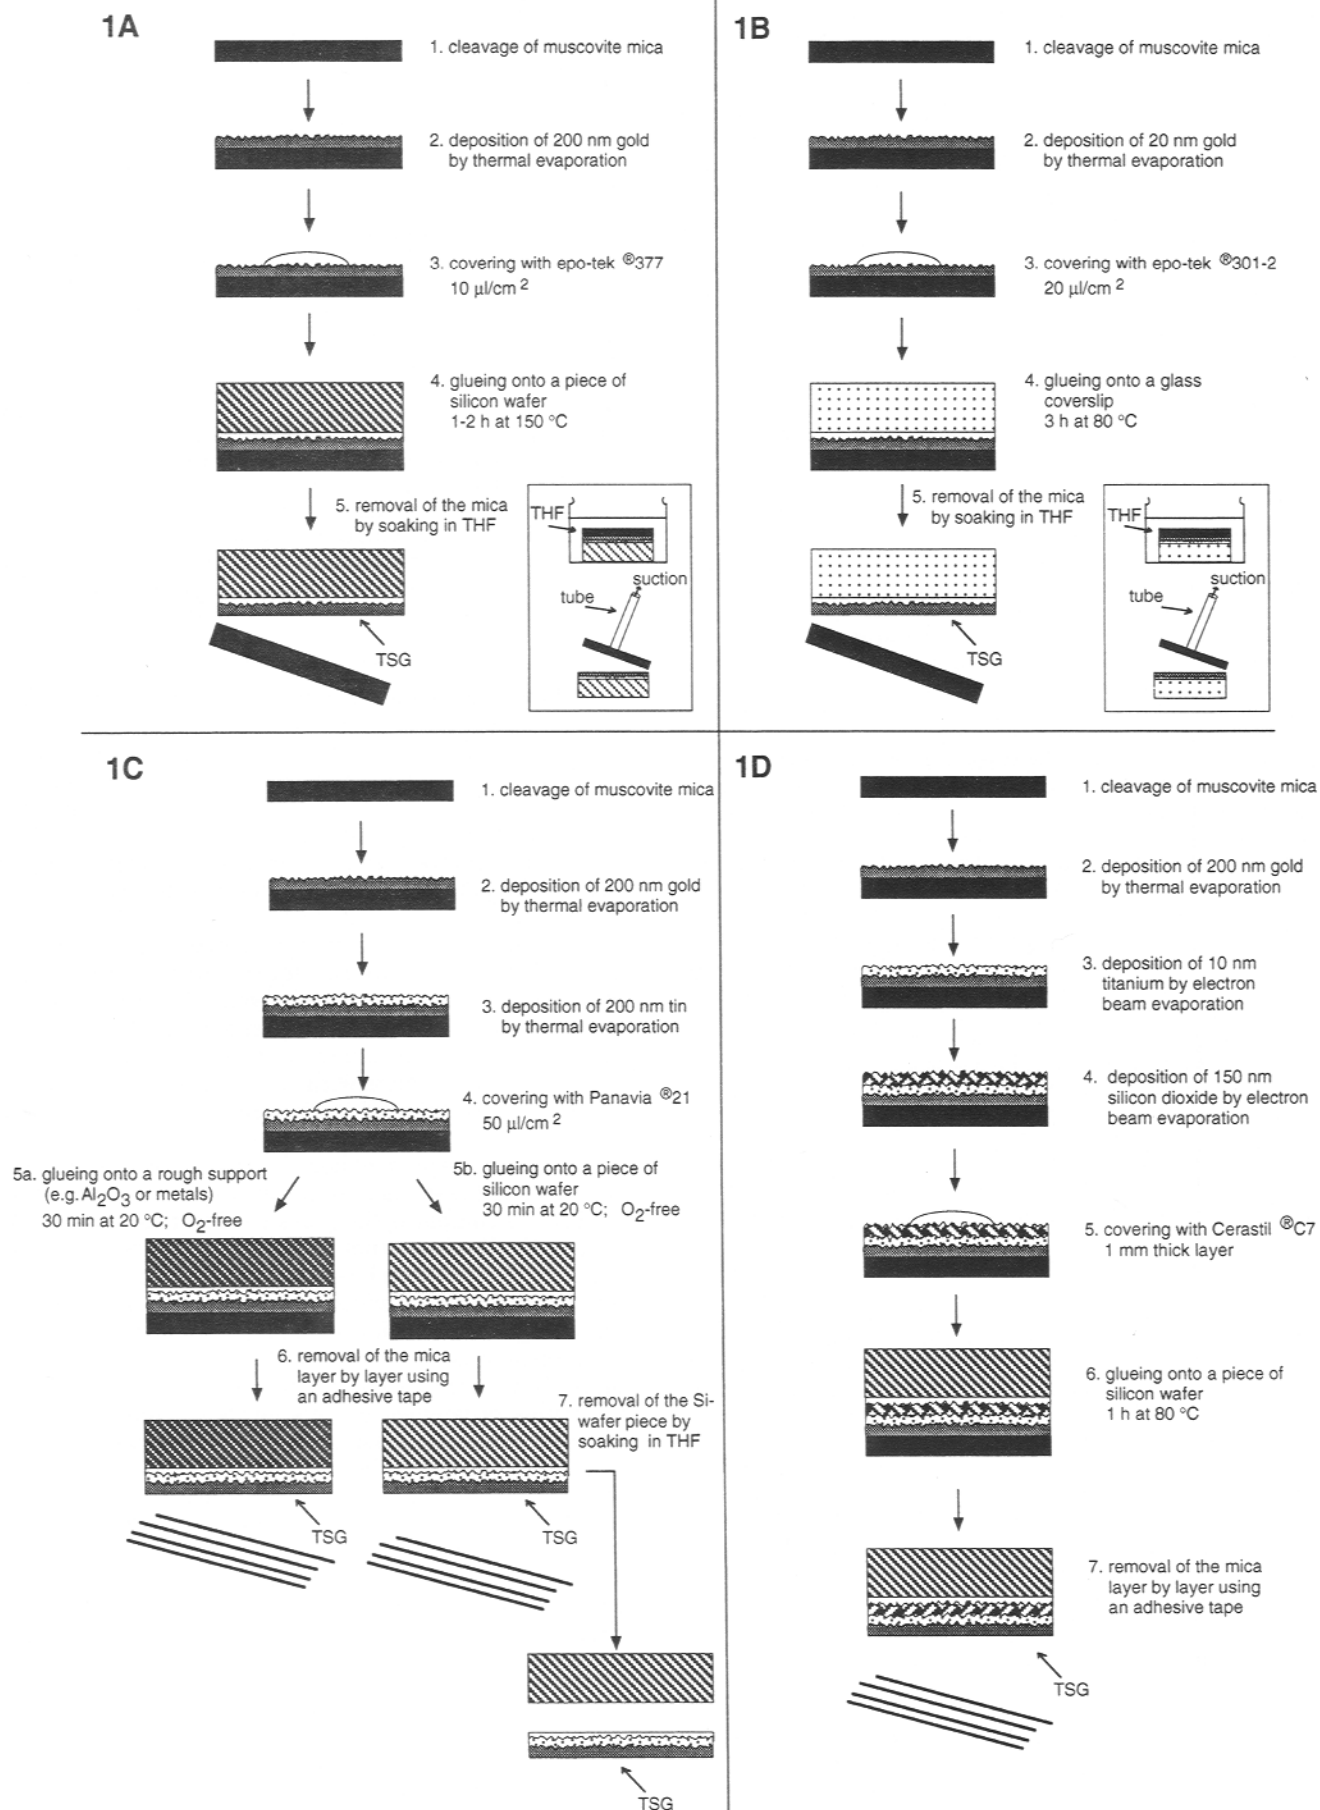 1A
1. cleavage of muscovite mica
2. deposition of 200 nm gold
by thermal evaporation
3. covering with epo-tek ®377
10 µl/cm 2
4. glueing onto a piece of
silicon wafer
1-2 h at 150 °C
5. removal of the mica
by soaking in THF
THF
suction
tube
TSG
1B
1. cleavage of muscovite mica
2. deposition of 20 nm gold
by thermal evaporation
3. covering with epo-tek ®301-2
20 µl/cm 2
4. glueing onto a glass
coverslip
3 h at 80 °C
5. removal of the mica
by soaking in THF
THF
suction
tube
TSG
1C
1. cleavage of muscovite mica
2. deposition of 200 nm gold
by thermal evaporation
3. deposition of 200 nm tin
by thermal evaporation
4. covering with Panavia ®21
50 µl/cm 2
5a. glueing onto a rough support
(e.g. Al2O3 or metals)
30 min at 20 °C; O2-free
5b. glueing onto a piece of
silicon wafer
30 min at 20 °C; O2-free
6. removal of the mica
layer by layer using
an adhesive tape
7. removal of the Si-
wafer piece by
soaking in THF
TSG
TSG
TSG
1D
1. cleavage of muscovite mica
2. deposition of 200 nm gold
by thermal evaporation
3. deposition of 10 nm
titanium by electron
beam evaporation
4. deposition of 150 nm
silicon dioxide by electron
beam evaporation
5. covering with Cerastil ®C7
1 mm thick layer
6. glueing onto a piece of
silicon wafer
1 h at 80 °C
7. removal of the mica
layer by layer using
an adhesive tape
TSG